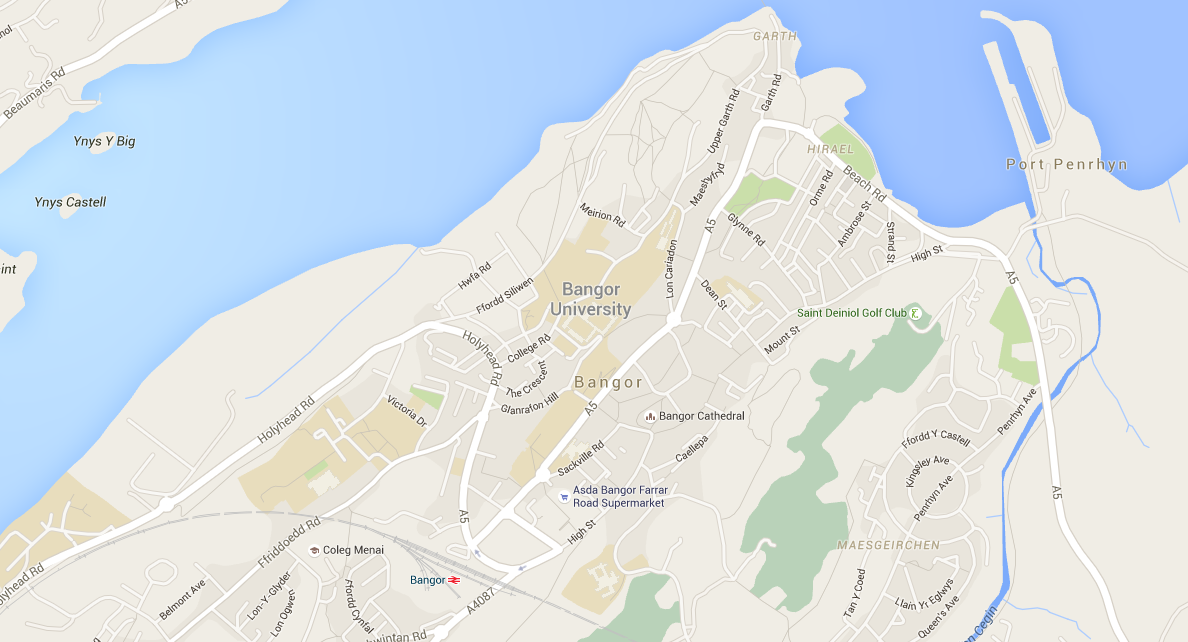 A5
GARTH
nol
Beaumaris Rd
Garth Rd
Upper Garth Rd
Ynys Y Big
HIRAEL
Port Penrhyn
Beach Rd
Orme Rd
Ynys Castell
Meirion Rd
Glynne Rd
Ambrose St
Strand St
A5
High St
Lon Cariadon
int
Hwfa Rd
A5
Ffordd Siliwen
Bangor
University
Dean St
Saint Deiniol Golf Club
Mount St
Holyhead Rd
College Rd
The Crescent
Bangor
Penrhyn Ave
Victoria Dr
Glanrafon Hill
A5
Holyhead Rd
Bangor Cathedral
Ffordd Y Castell
Caellepa
Sackville Rd
Kingsley Ave
Penrhyn Ave
A5
Asda Bangor Farrar
Road Supermarket
A5
Ffriddoedd Rd
High St
Coleg Menai
MAESGEIRCHEN
Holyhead Rd
Bangor
Belmont Ave
Lon-Y-Glyder
Lon Ogwen
Ffordd Cynfal
A4087
Tan Y Coed
Llain Yr Eglwys
Queen's Ave